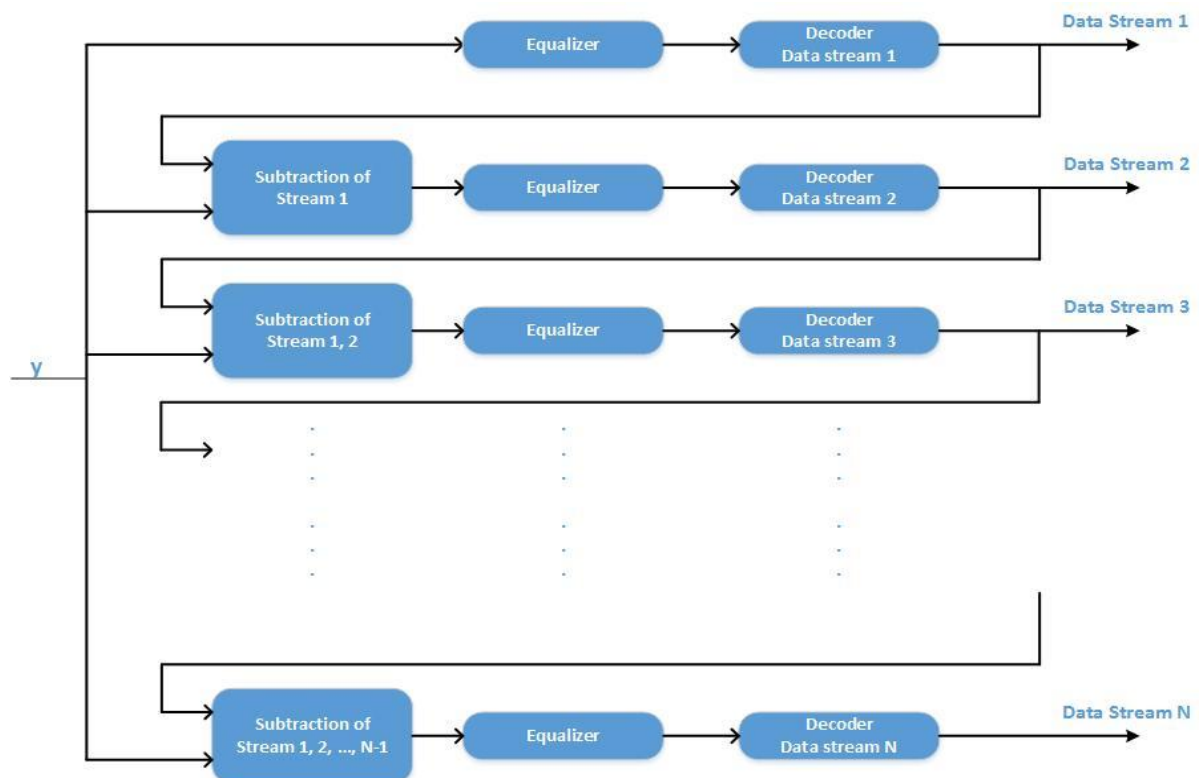 Data Stream 1
Equalizer
Decoder
Data stream 1
Subtraction of
Stream 1
Equalizer
Decoder
Data stream 2
Data Stream 2
Subtraction of
Stream 1, 2
Equalizer
Decoder
Data stream 3
Data Stream 3
y
Subtraction of
Stream 1, 2, ..., N-1
Equalizer
Decoder
Data stream N
Data Stream N